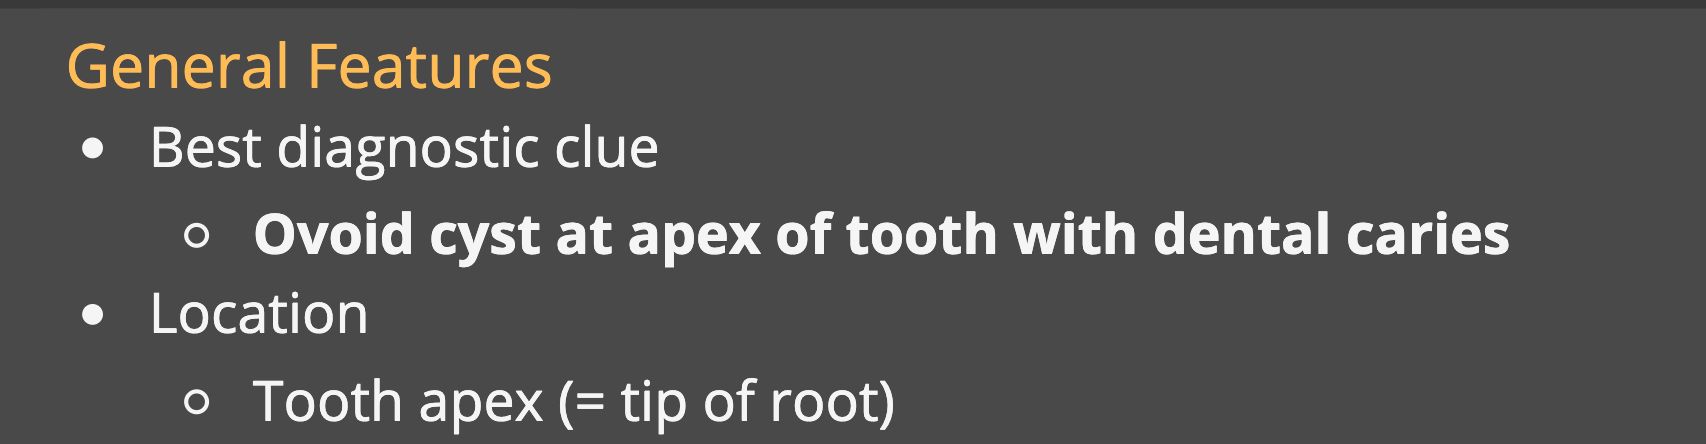 General Features
• Best diagnostic clue
○ Ovoid cyst at apex of tooth with dental caries
• Location
○ Tooth apex (= tip of root)